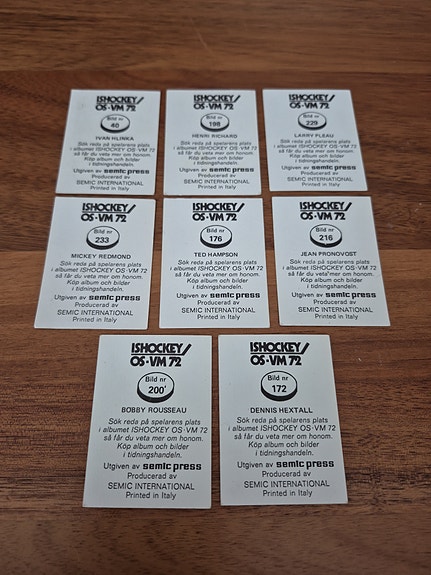 ISHOCKEY/
OS·VM 72
Bild nr
40
IVAN HLINKA
Sök reda på spelarens plats
i albumet ISHOCKEY OS·VM 72
så får du veta mer om honom.
Köp album och bilder
i tidningshandeln.
Utgiven av semic press
Producerad av
SEMIC INTERNATIONAL
Printed in Italy
ISHOCKEY/
OS·VM 72
Bild nr
198
HENRI RICHARD
Sök reda på spelarens plats
i albumet ISHOCKEY OS·VM 72
så får du veta mer om honom.
Köp album och bilder
i tidningshandeln.
Utgiven av semic press
Producerad av
SEMIC INTERNATIONAL
Printed in Italy
ISHOCKEY/
OS·VM 72
Bild nr
229
LARRY PLEAU
Sök reda på spelarens plats
i albumet ISHOCKEY OS·VM 72
så får du veta mer om honom.
Köp album och bilder
i tidningshandeln.
Utgiven av semic press
Producerad av
SEMIC INTERNATIONAL
Printed in Italy
ISHOCKEY/
OS·VM 72
Bild nr
233
MICKEY REDMOND
Sök reda på spelarens plats
i albumet ISHOCKEY OS·VM 72
så får du veta mer om honom.
Köp album och bilder
i tidningshandeln.
Utgiven av semic press
Producerad av
SEMIC INTERNATIONAL
Printed in Italy
ISHOCKEY/
OS·VM 72
Bild nr
176
TED HAMPSON
Sök reda på spelarens plats
i albumet ISHOCKEY OS·VM 72
så får du veta mer om honom.
Köp album och bilder
i tidningshandeln.
Utgiven av semic press
Producerad av
SEMIC INTERNATIONAL
Printed in Italy
ISHOCKEY/
OS·VM 72
Bild nr
216
JEAN PRONOVOST
Sök reda på spelarens plats
i albumet ISHOCKEY OS·VM 72
så får du veta mer om honom.
Köp album och bilder
i tidningshandeln.
Utgiven av semic press
Producerad av
SEMIC INTERNATIONAL
Printed in Italy
ISHOCKEY/
OS·VM 72
Bild nr
200
BOBBY ROUSSEAU
Sök reda på spelarens plats
i albumet ISHOCKEY OS·VM 72
så får du veta mer om honom.
Köp album och bilder
i tidningshandeln.
Utgiven av semic press
Producerad av
SEMIC INTERNATIONAL
Printed in Italy
ISHOCKEY/
OS·VM 72
Bild nr
172
DENNIS HEXTALL
Sök reda på spelarens plats
i albumet ISHOCKEY OS·VM 72
så får du veta mer om honom.
Köp album och bilder
i tidningshandeln.
Utgiven av semic press
Producerad av
SEMIC INTERNATIONAL
Printed in Italy